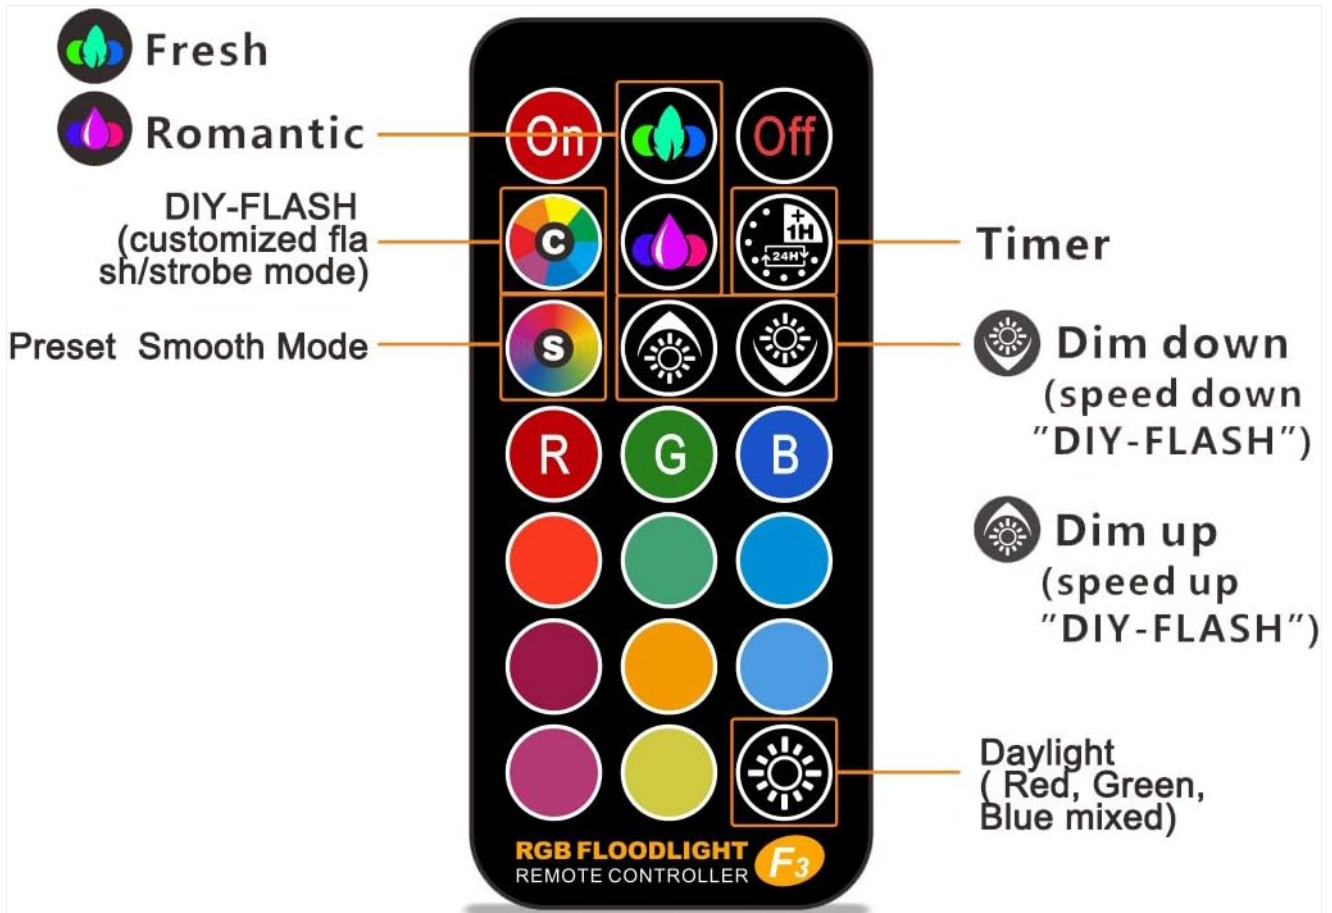 Fresh
Romantic
DIY-FLASH
(customized fla
sh/strobe mode)
Preset Smooth Mode
On
Off
C
+
1H
24H
S
R
G
B
RGB FLOODLIGHT
REMOTE CONTROLLER
F3
Timer
Dim down
(speed down
"DIY-FLASH")
Dim up
(speed up
"DIY-FLASH")
Daylight
( Red, Green,
Blue mixed)